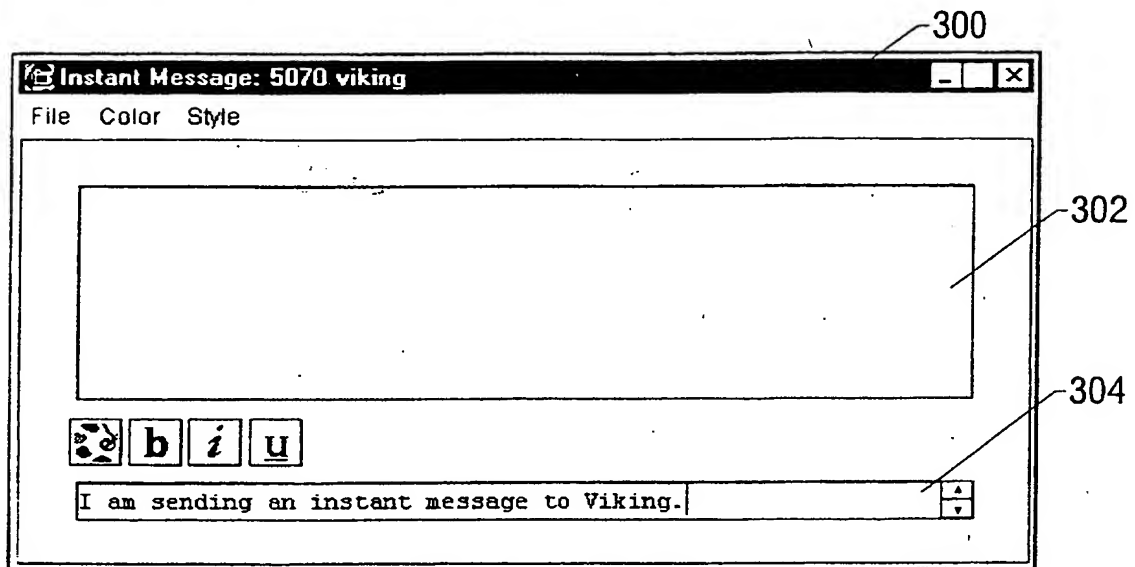 300
Instant Message: 5070 viking
File Color Style
302
304
b i u
I am sending an instant message to Viking.